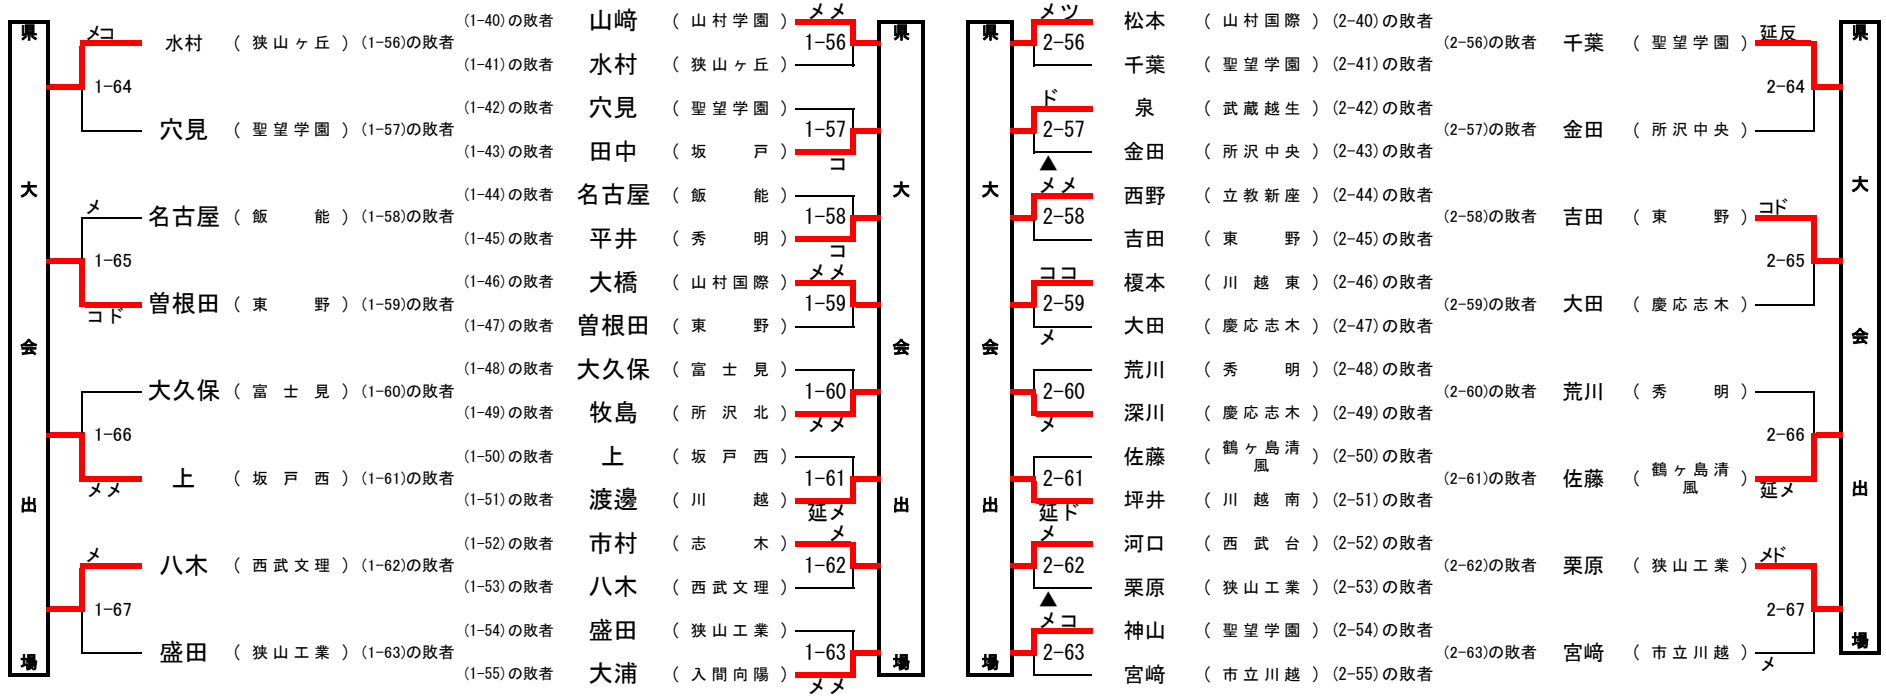 県大会出場
メコ
水村 （ 狭山ヶ丘 ） (1-56)の敗者
1-64
穴見 （ 聖望学園 ） (1-57)の敗者
メ
名古屋 （ 飯能 ） (1-58)の敗者
1-65
曽根田 （ 東野 ） (1-59)の敗者
コド
大久保 （ 富士見 ） (1-60)の敗者
1-66
上 （ 坂戸西 ） (1-61)の敗者
メメ
メ
八木 （ 西武文理 ） (1-62)の敗者
1-67
盛田 （ 狭山工業 ） (1-63)の敗者
メメ
(1-40)の敗者 山﨑 （ 山村学園 ）
1-56
(1-41)の敗者 水村 （ 狭山ヶ丘 ）
(1-42)の敗者 穴見 （ 聖望学園 ）
1-57
(1-43)の敗者 田中 （ 坂戸 ）
コ
(1-44)の敗者 名古屋 （ 飯能 ）
1-58
(1-45)の敗者 平井 （ 秀明 ）
コ
メメ
(1-46)の敗者 大橋 （ 山村国際 ）
1-59
(1-47)の敗者 曽根田 （ 東野 ）
(1-48)の敗者 大久保 （ 富士見 ）
1-60
(1-49)の敗者 牧島 （ 所沢北 ）
メメ
(1-50)の敗者 上 （ 坂戸西 ）
1-61
(1-51)の敗者 渡邊 （ 川越 ）
延メ
メ
(1-52)の敗者 市村 （ 志木 ）
1-62
(1-53)の敗者 八木 （ 西武文理 ）
(1-54)の敗者 盛田 （ 狭山工業 ）
1-63
(1-55)の敗者 大浦 （ 入間向陽 ）
メメ
県大会出場
県大会出場
メツ
松本 （ 山村国際 ） (2-40)の敗者
2-56
千葉 （ 聖望学園 ） (2-41)の敗者
ド
泉 （ 武蔵越生 ） (2-42)の敗者
2-57
金田 （ 所沢中央 ） (2-43)の敗者
▲
メメ
西野 （ 立教新座 ） (2-44)の敗者
2-58
吉田 （ 東野 ） (2-45)の敗者
ココ
榎本 （ 川越東 ） (2-46)の敗者
2-59
大田 （ 慶応志木 ） (2-47)の敗者
メ
荒川 （ 秀明 ） (2-48)の敗者
2-60
深川 （ 慶応志木 ） (2-49)の敗者
メ
佐藤 （ 鶴ヶ島清風 ） (2-50)の敗者
2-61
坪井 （ 川越南 ） (2-51)の敗者
延ド
メ
河口 （ 西武台 ） (2-52)の敗者
2-62
栗原 （ 狭山工業 ） (2-53)の敗者
▲
メコ
神山 （ 聖望学園 ） (2-54)の敗者
2-63
宮﨑 （ 市立川越 ） (2-55)の敗者
延反
(2-56)の敗者 千葉 （ 聖望学園 ）
2-64
(2-57)の敗者 金田 （ 所沢中央 ）
コド
(2-58)の敗者 吉田 （ 東野 ）
2-65
(2-59)の敗者 大田 （ 慶応志木 ）
(2-60)の敗者 荒川 （ 秀明 ）
2-66
(2-61)の敗者 佐藤 （ 鶴ヶ島清風 ）
延メ
メド
(2-62)の敗者 栗原 （ 狭山工業 ）
2-67
(2-63)の敗者 宮﨑 （ 市立川越 ）
メ
県大会出場